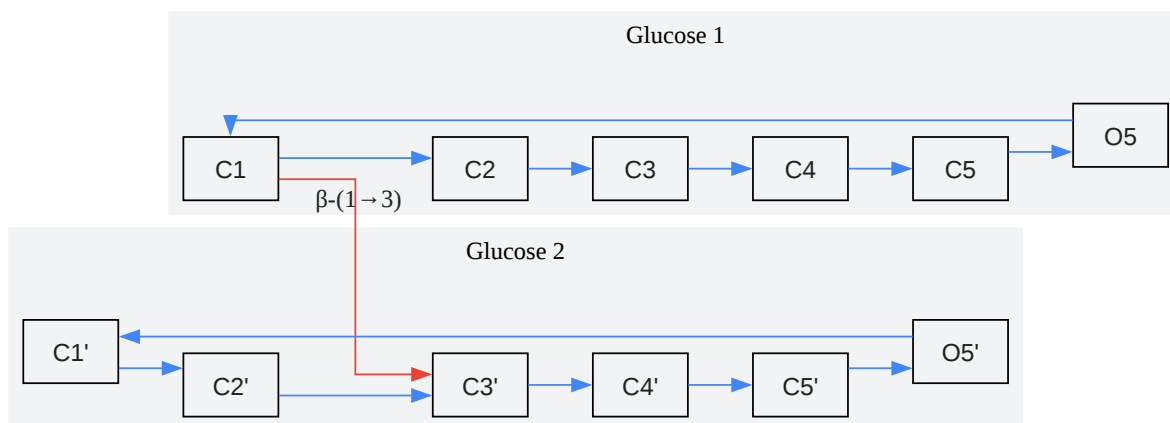 Glucose 1
O5
C1
C2
C3
C4
C5
β-(1→3)
Glucose 2
C1'
O5'
C2'
C3'
C4'
C5'